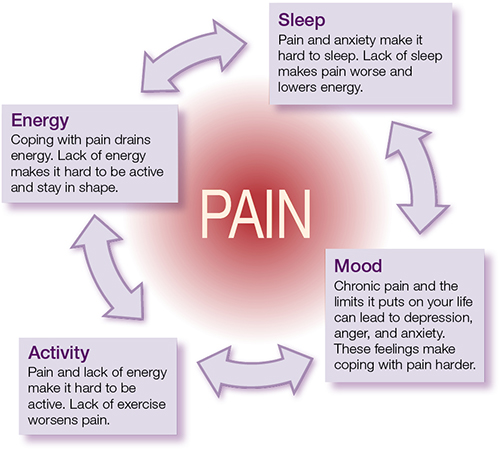 Sleep
Pain and anxiety make it
hard to sleep. Lack of sleep
makes pain worse and
lowers energy.
Energy
Coping with pain drains
energy. Lack of energy
makes it hard to be active
and stay in shape.
PAIN
Mood
Chronic pain and the
limits it puts on your life
can lead to depression,
anger, and anxiety.
These feelings make
coping with pain harder.
Activity
Pain and lack of energy
make it hard to be
active. Lack of exercise
worsens pain.